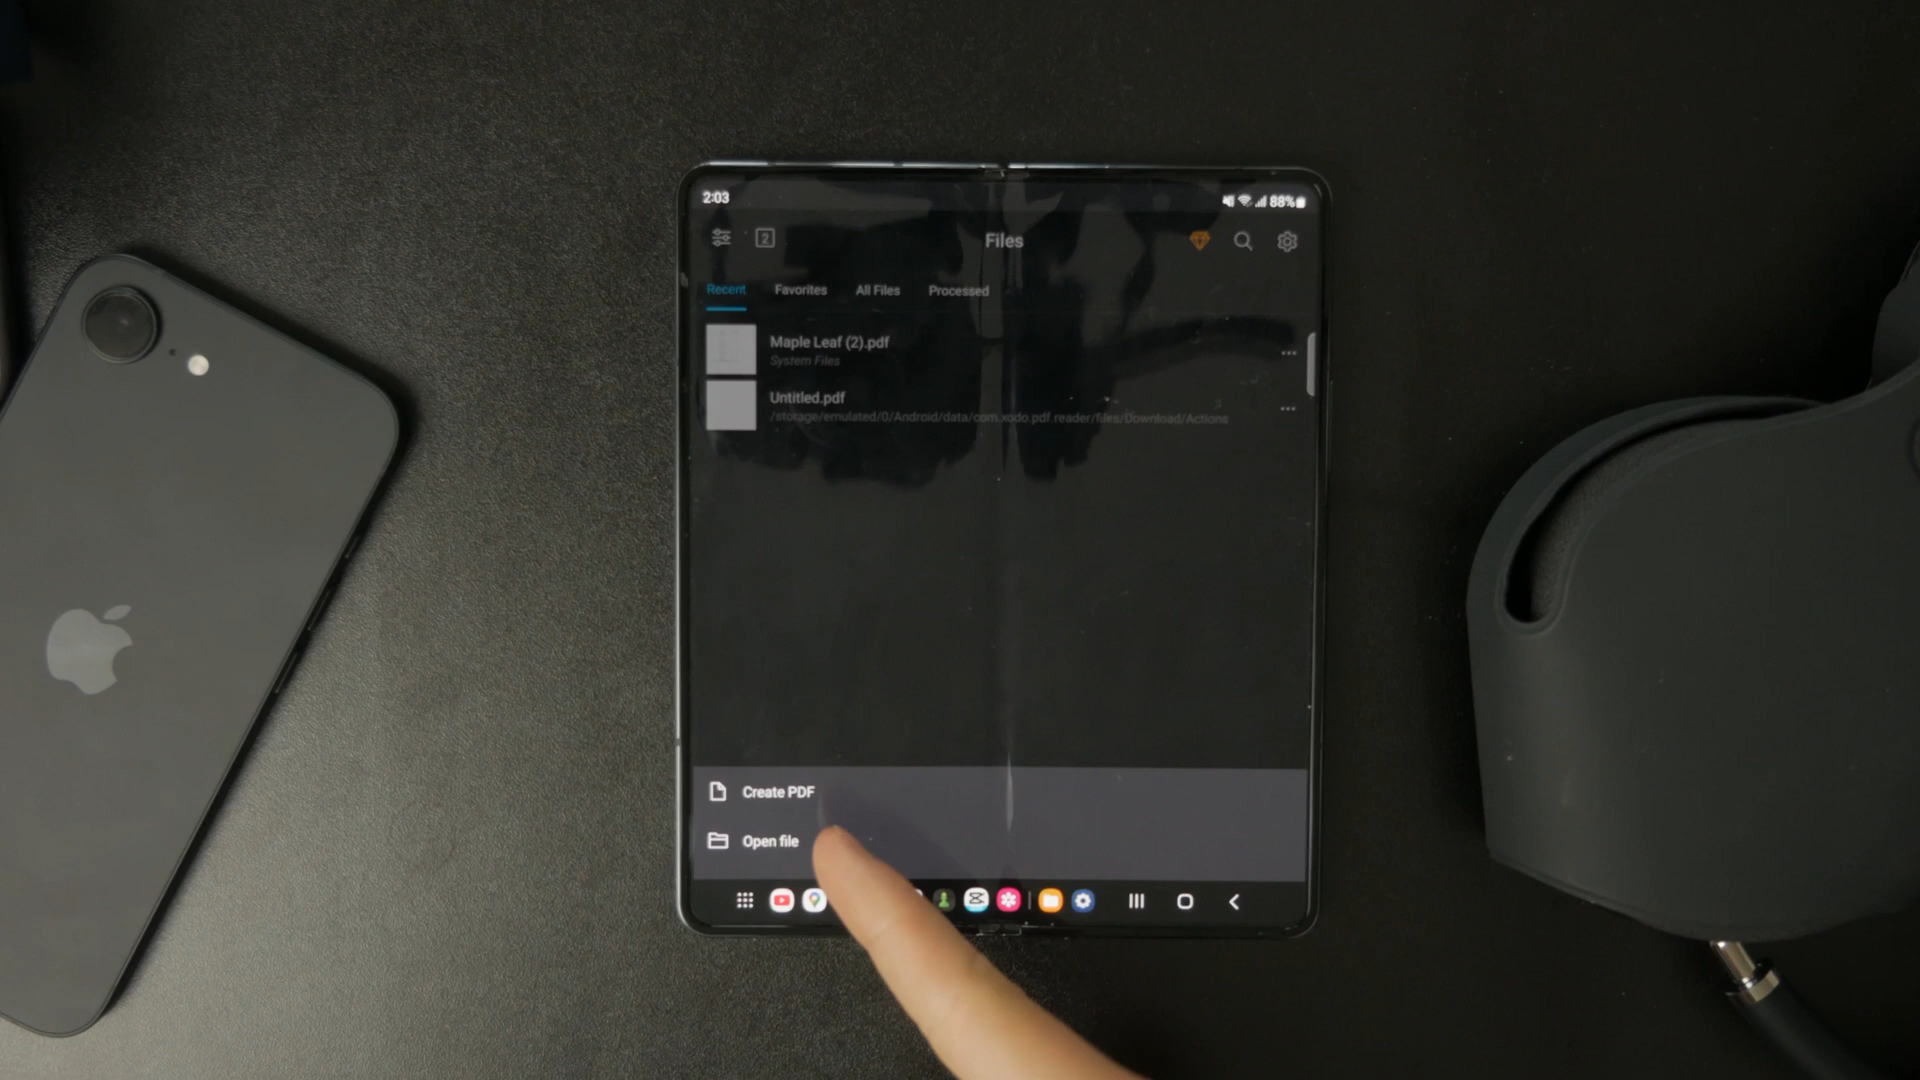 2:03
88%
2
Files
Recent
Favorites
All Files
Processed
Maple Leaf (2).pdf
System Files
Untitled.pdf
/storage/emulated/0/Android/data/com.xodo.pdf.reader/files/Download/Actions
Create PDF
Open file